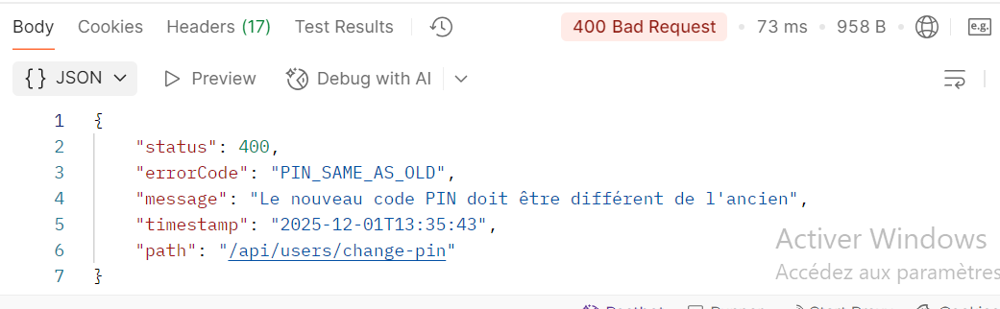 Body Cookies Headers (17) Test Results 400 Bad Request • 73 ms • 958 B • e.g.
{} JSON Preview Debug with AI
1 {
2 "status": 400,
3 "errorCode": "PIN_SAME_AS_OLD",
4 "message": "Le nouveau code PIN doit être différent de l'ancien",
5 "timestamp": "2025-12-01T13:35:43",
6 "path": "/api/users/change-pin"
7 }
Activer Windows
Accédez aux paramètres